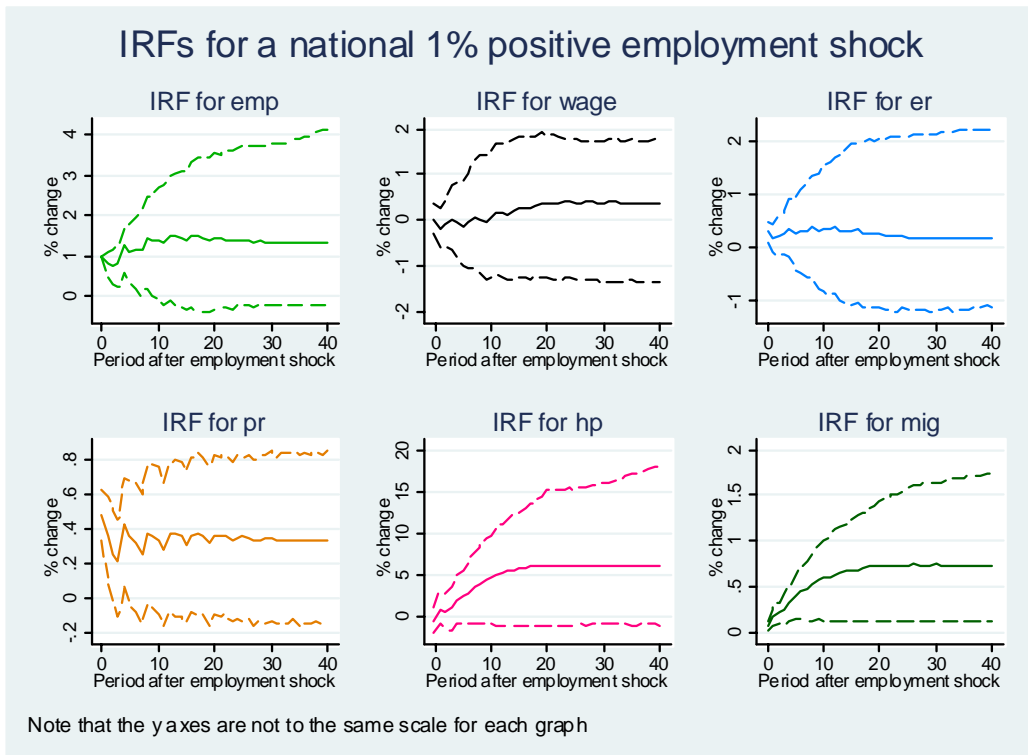 IRFs for a national 1% positive employment shock
IRF for emp
% change
4
3
2
1
0
0 10 20 30 40
Period after employment shock
IRF for wage
% change
2
1
0
-1
-2
0 10 20 30 40
Period after employment shock
IRF for er
% change
2
1
0
-1
0 10 20 30 40
Period after employment shock
IRF for pr
% change
.8
.6
.4
.2
0
-.2
0 10 20 30 40
Period after employment shock
IRF for hp
% change
20
15
10
5
0
0 10 20 30 40
Period after employment shock
IRF for mig
% change
2
1.5
1
.5
0
0 10 20 30 40
Period after employment shock
Note that the y axes are not to the same scale for each graph